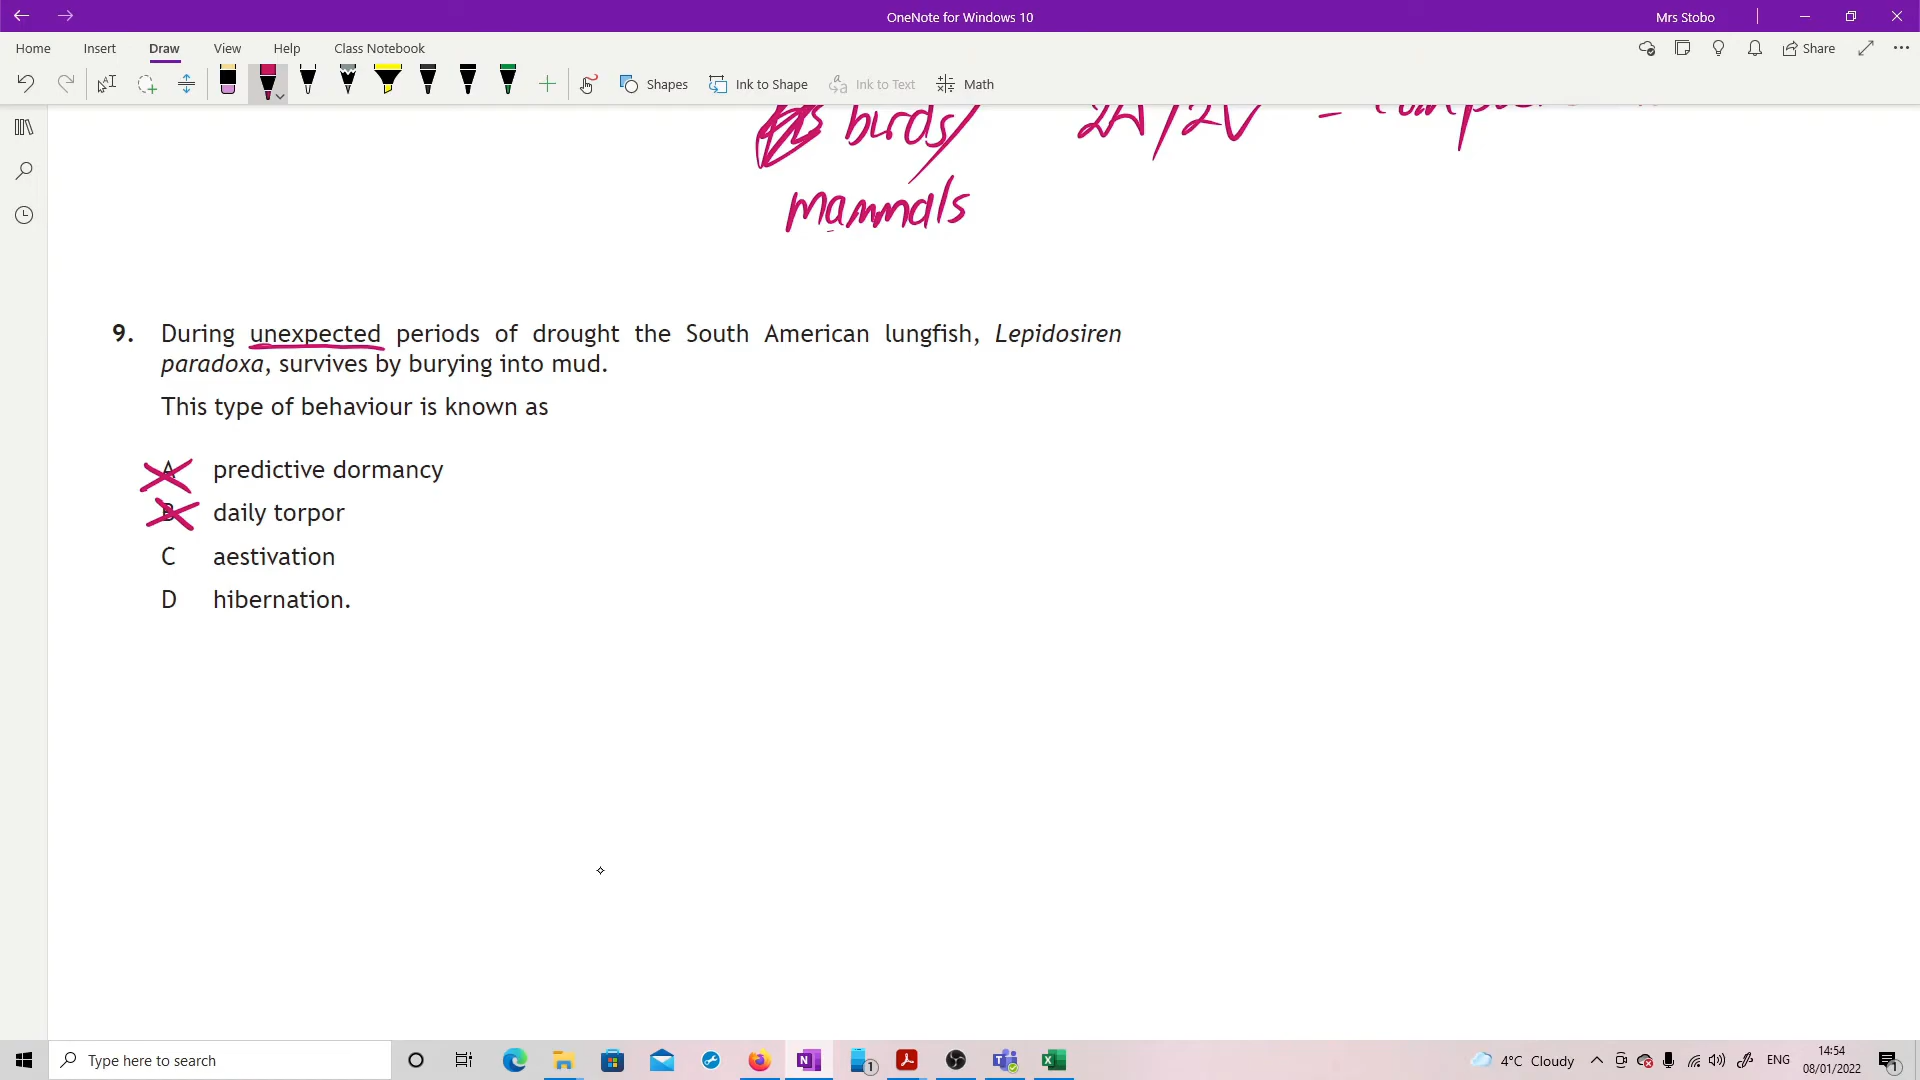 OneNote for Windows 10
Mrs Stobo
Home Insert Draw View Help Class Notebook
Share
Shapes Ink to Shape Ink to Text Math
birds/ 2A/2V =
mammals
9. During unexpected periods of drought the South American lungfish, Lepidosiren
paradoxa, survives by burying into mud.
This type of behaviour is known as
A predictive dormancy
B daily torpor
C aestivation
D hibernation.
Type here to search
4°C Cloudy
ENG
14:54
08/01/2022